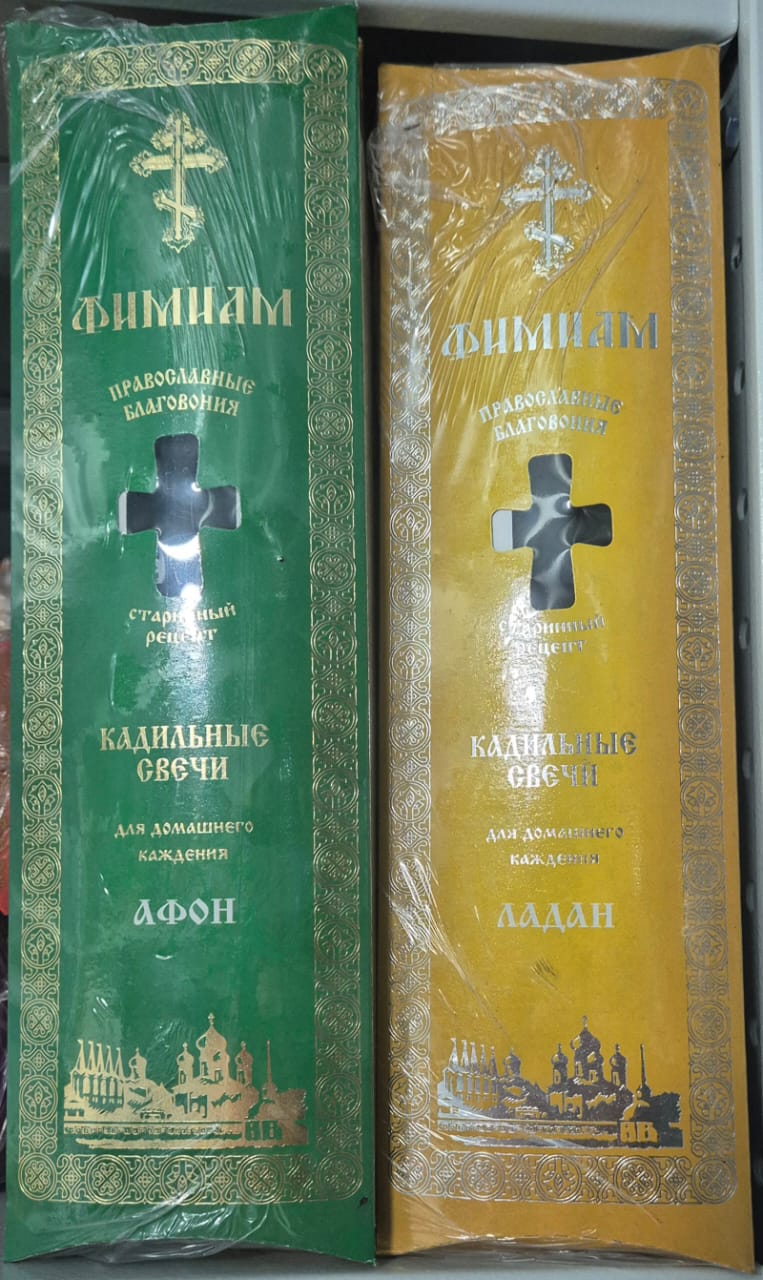 ФИМИАМ
ПРАВОСЛАВНЫЕ
БЛАГОВОНИЯ
СТАРИННЫЙ
РЕЦЕПТ
КАДИЛЬНЫЕ
СВЕЧИ
ДЛЯ ДОМАШНЕГО
КАЖДЕНИЯ
АФОН
ФИМИАМ
ПРАВОСЛАВНЫЕ
БЛАГОВОНИЯ
СТАРИННЫЙ
РЕЦЕПТ
КАДИЛЬНЫЕ
СВЕЧИ
ДЛЯ ДОМАШНЕГО
КАЖДЕНИЯ
ЛАДАН